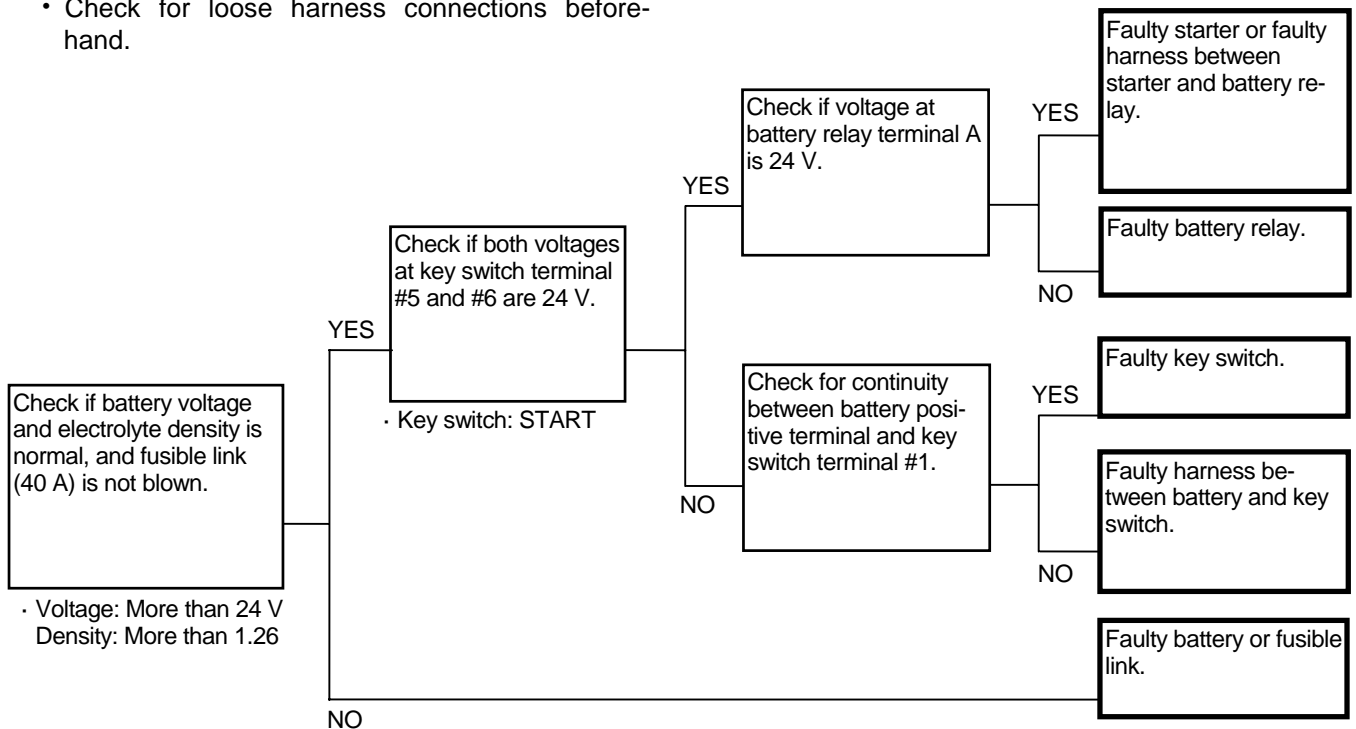 • Check for loose harness connections before-
hand.
Check if battery voltage
and electrolyte density is
normal, and fusible link
(40 A) is not blown.
· Voltage: More than 24 V
Density: More than 1.26
YES
NO
Check if both voltages
at key switch terminal
#5 and #6 are 24 V.
· Key switch: START
YES
NO
Check if voltage at
battery relay terminal A
is 24 V.
YES
NO
Check for continuity
between battery posi-
tive terminal and key
switch terminal #1.
YES
NO
Faulty starter or faulty
harness between
starter and battery re-
lay.
Faulty battery relay.
Faulty key switch.
Faulty harness be-
tween battery and key
switch.
Faulty battery or fusible
link.